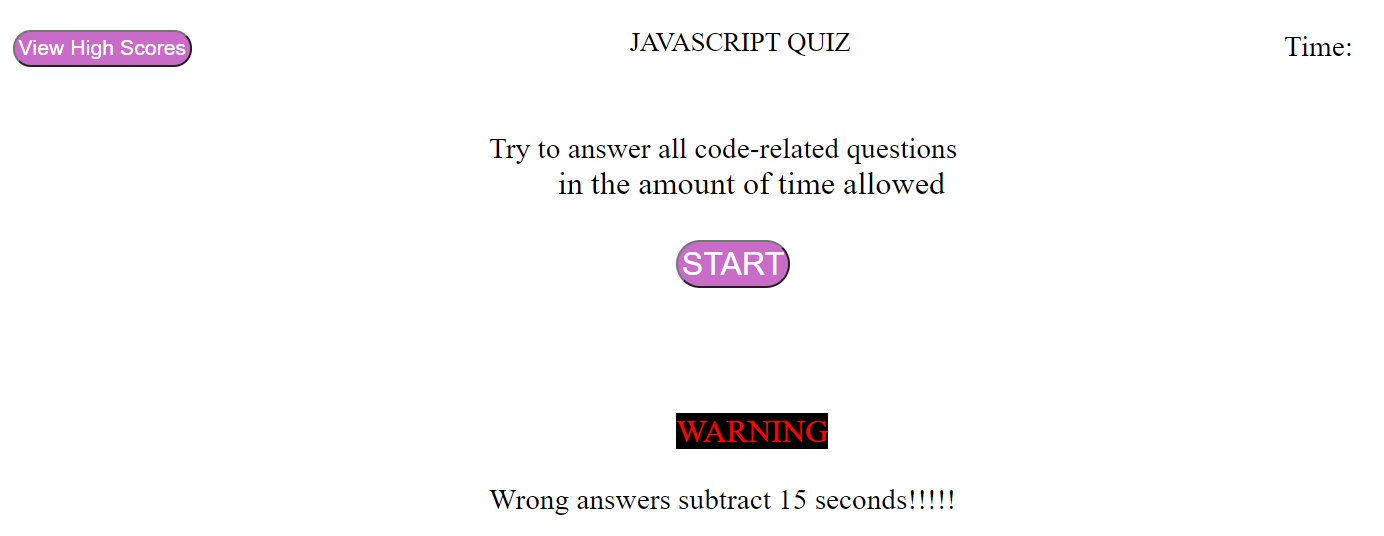 View High Scores
JAVASCRIPT QUIZ
Time:
Try to answer all code-related questions
in the amount of time allowed
START
WARNING
Wrong answers subtract 15 seconds!!!!!